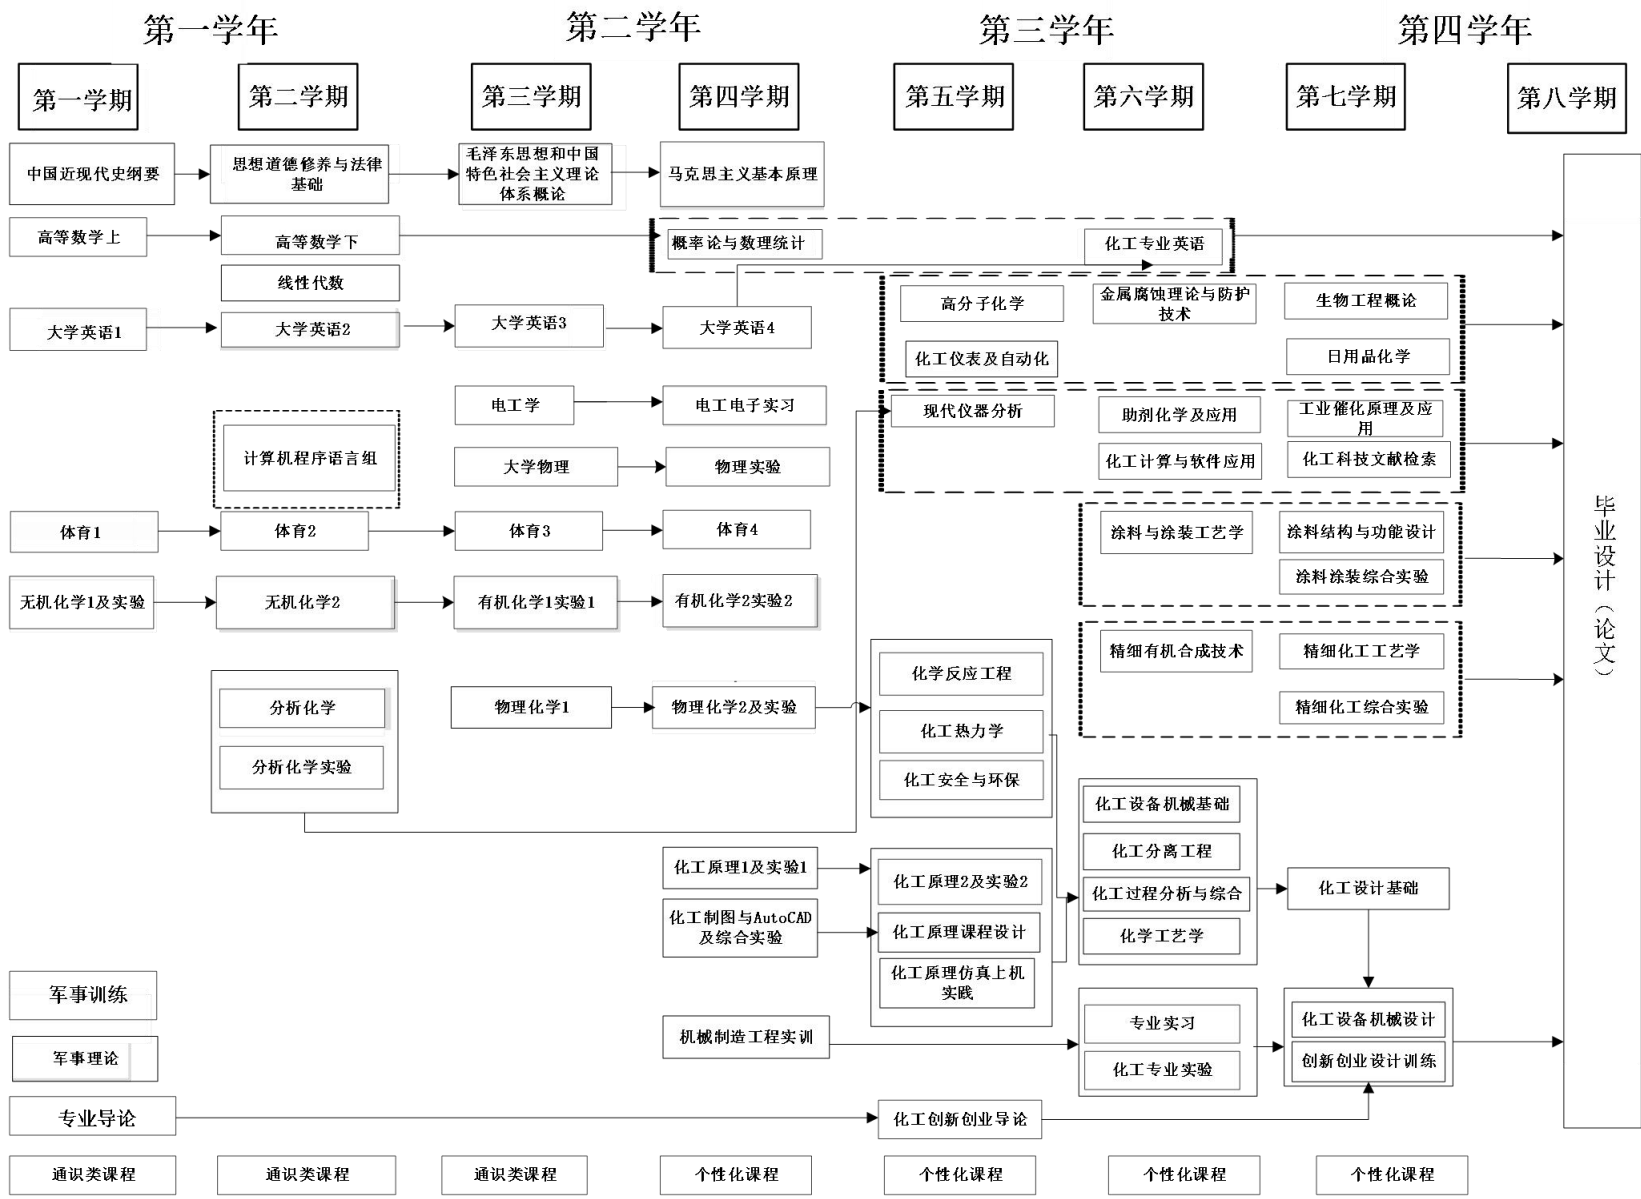 第一学年
第二学年
第三学年
第四学年
第一学期
第二学期
第三学期
第四学期
第五学期
第六学期
第七学期
第八学期
中国近现代史纲要
思想道德修养与法律
基础
毛泽东思想和中国
特色社会主义理论
体系概论
马克思主义基本原理
高等数学上
高等数学下
概率论与数理统计
化工专业英语
线性代数
高分子化学
金属腐蚀理论与防护
技术
生物工程概论
大学英语1
大学英语2
大学英语3
大学英语4
化工仪表及自动化
日用品化学
电工学
电工电子实习
现代仪器分析
助剂化学及应用
工业催化原理及应
用
计算机程序语言组
大学物理
物理实验
化工计算与软件应用
化工科技文献检索
体育1
体育2
体育3
体育4
涂料与涂装工艺学
涂料结构与功能设计
涂料涂装综合实验
无机化学1及实验
无机化学2
有机化学1实验1
有机化学2实验2
精细有机合成技术
精细化工工艺学
精细化工综合实验
毕业设计（论文）
分析化学
分析化学实验
物理化学1
物理化学2及实验
化学反应工程
化工热力学
化工安全与环保
化工设备机械基础
化工分离工程
化工过程分析与综合
化学工艺学
化工设计基础
化工原理1及实验1
化工原理2及实验2
化工制图与AutoCAD
及综合实验
化工原理课程设计
化工原理仿真上机
实践
军事训练
军事理论
机械制造工程实训
专业实习
化工专业实验
化工设备机械设计
创新创业设计训练
专业导论
化工创新创业导论
通识类课程
通识类课程
通识类课程
个性化课程
个性化课程
个性化课程
个性化课程